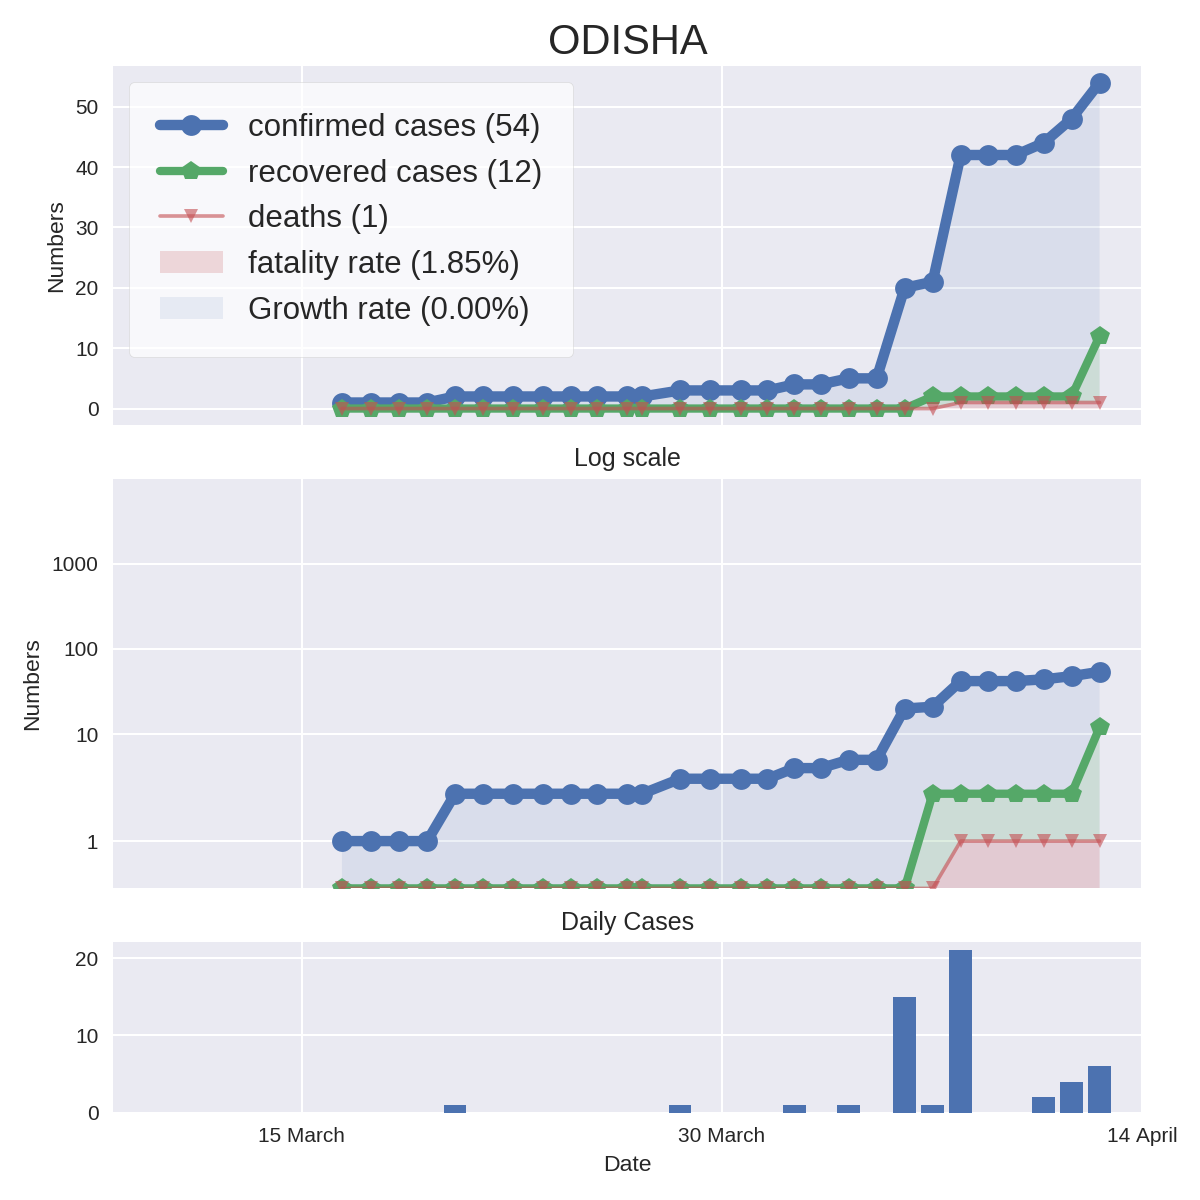 ODISHA
50
40
30
20
10
0
Numbers
confirmed cases (54)
recovered cases (12)
deaths (1)
fatality rate (1.85%)
Growth rate (0.00%)
Log scale
1000
100
10
1
Numbers
Daily Cases
20
10
0
15 March 30 March 14 April
Date